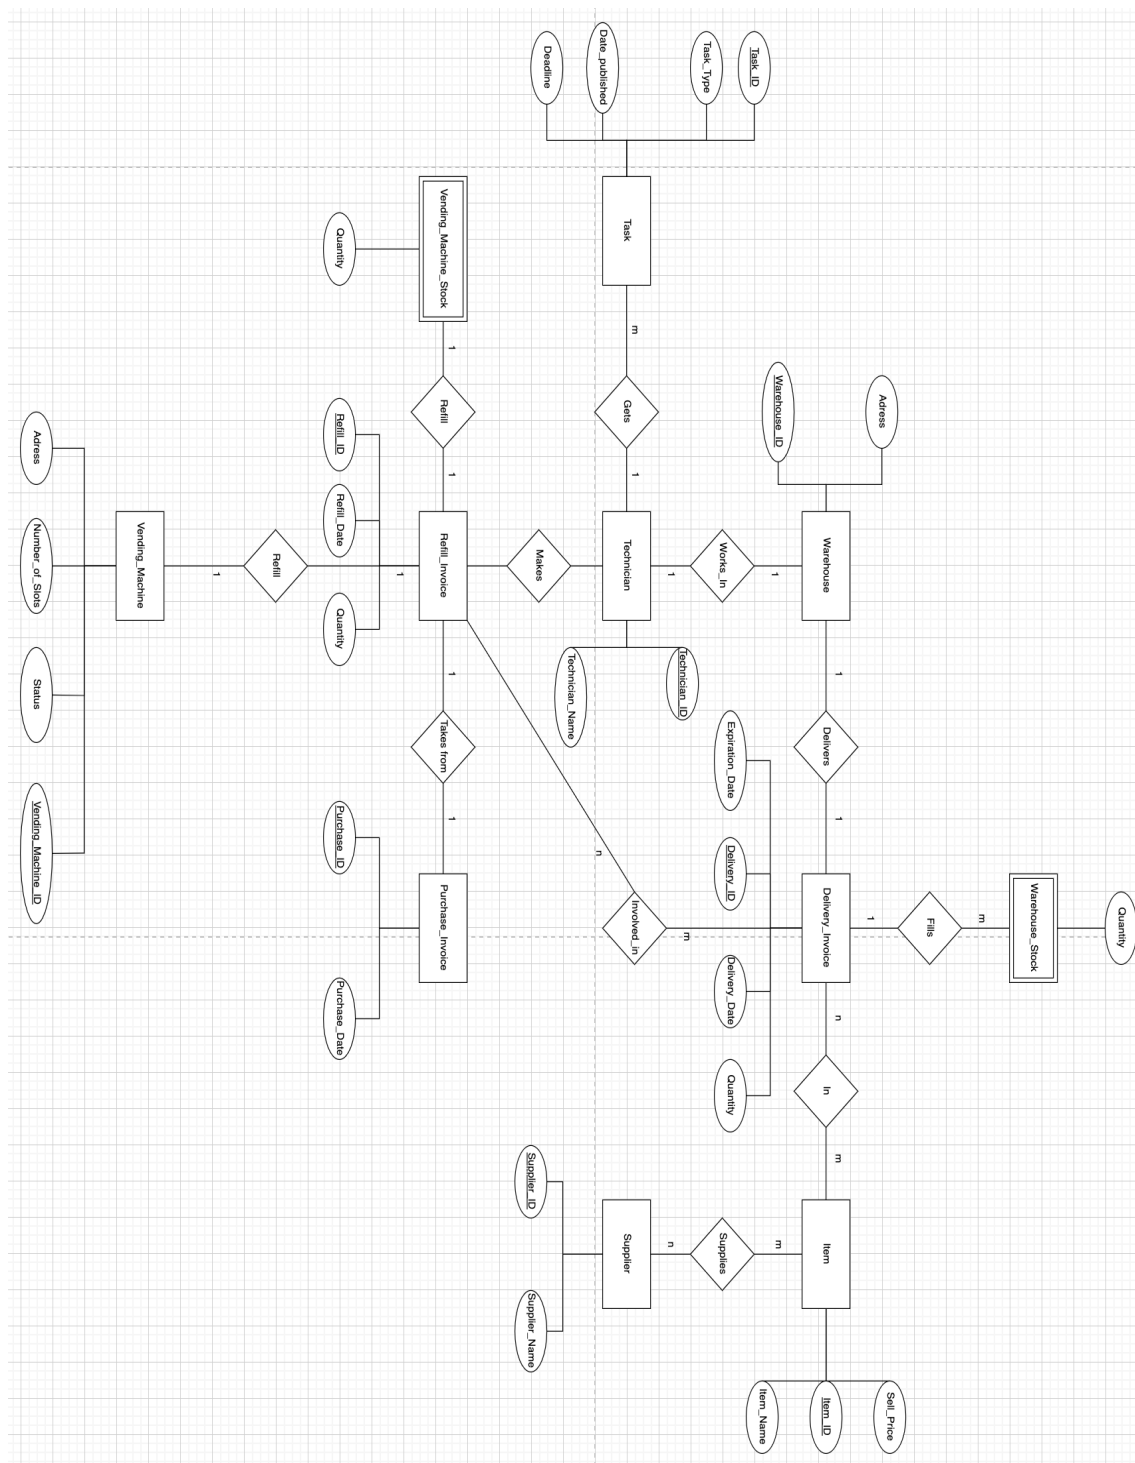 Quantity
Warehouse_Stock
m
Fills
1
Adress
Sell_Price
Warehouse
1
Delivers
1
Delivery_Invoice
n
In
m
Item
Item_ID
Warehouse_ID
1
m
Item_Name
Task_ID
Works_In
Expiration_Date
Delivery_ID
Delivery_Date
Quantity
Supplies
Task_Type
1
Technician_ID
m
n
Task
m
Gets
1
Technician
Involved_in
Supplier
Date_published
n
Technician_Name
Deadline
Makes
Supplier_ID
Supplier_Name
Vending_Machine_Stock
1
Refill
1
Refill_Invoice
1
Takes from
1
Purchase_Invoice
1
Quantity
Refill_ID
Refill_Date
Quantity
Purchase_ID
Purchase_Date
Refill
1
Vending_Machine
Adress
Number_of_Slots
Status
Vending_Machine_ID